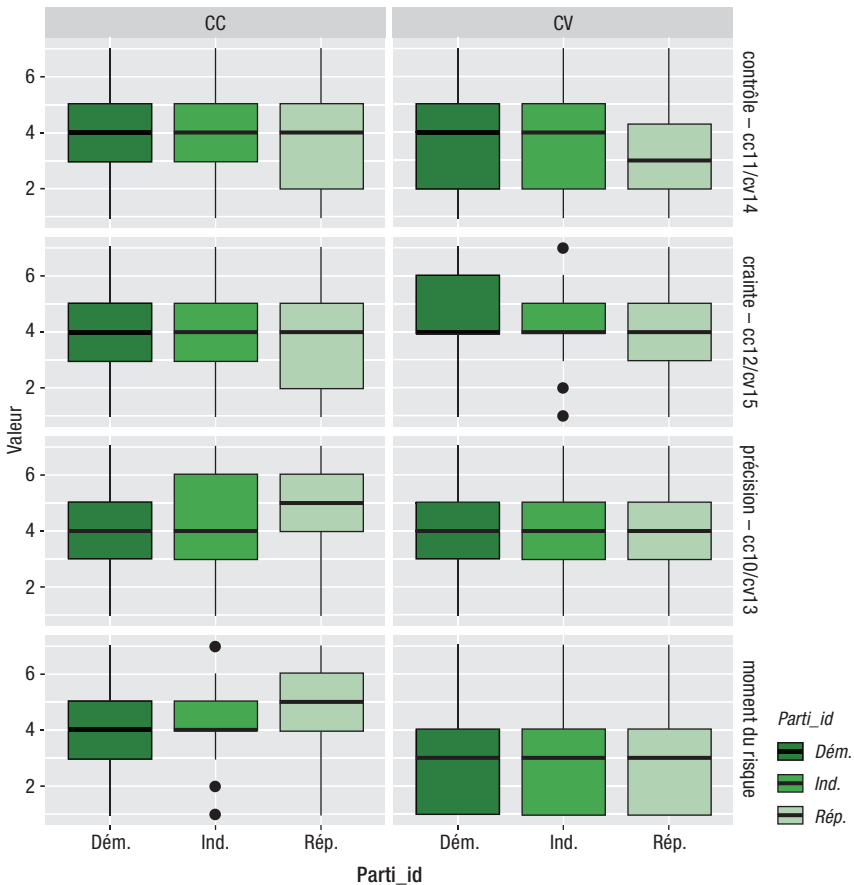 CC
CV
6
4
2
contrôle – cc11/cv14
6
4
2
crainte – cc12/cv15
Valeur
6
4
2
précision – cc10/cv13
6
4
2
moment du risque
Dém.
Ind.
Rép.
Dém.
Ind.
Rép.
Parti_id
Parti_id
Dém.
Ind.
Rép.